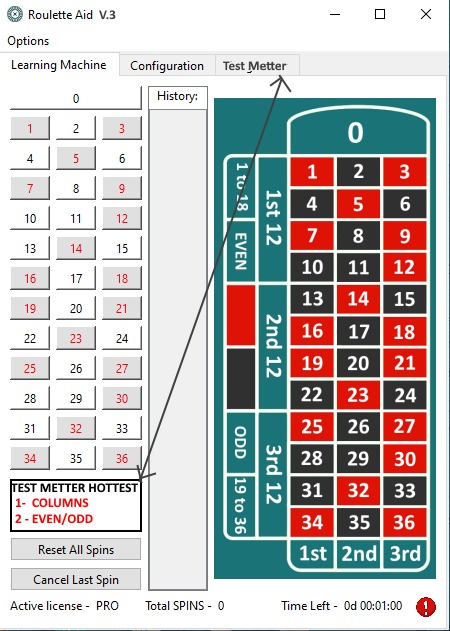 Roulette Aid V.3
Options
Learning Machine Configuration Test Metter
0
1 2 3
4 5 6
7 8 9
10 11 12
13 14 15
16 17 18
19 20 21
22 23 24
25 26 27
28 29 30
31 32 33
34 35 36
TEST METTER HOTTEST
1- COLUMNS
2 - EVEN/ODD
Reset All Spins
Cancel Last Spin
History:
0
1 to 18
EVEN
ODD
19 to 36
1st 12
2nd 12
3rd 12
1 2 3
4 5 6
7 8 9
10 11 12
13 14 15
16 17 18
19 20 21
22 23 24
25 26 27
28 29 30
31 32 33
34 35 36
1st 2nd 3rd
Active license - PRO Total SPINS - 0 Time Left - 0d 00:01:00